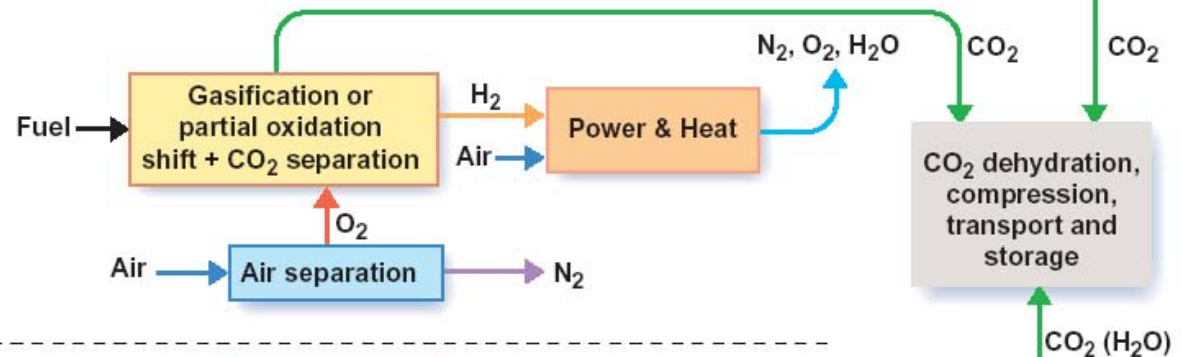 N₂, O₂, H₂O
CO₂
CO₂
Gasification or
partial oxidation
shift + CO₂ separation
Fuel
H₂
Air
Power & Heat
CO₂ dehydration,
compression,
transport and
storage
O₂
Air
Air separation
N₂
CO₂ (H₂O)